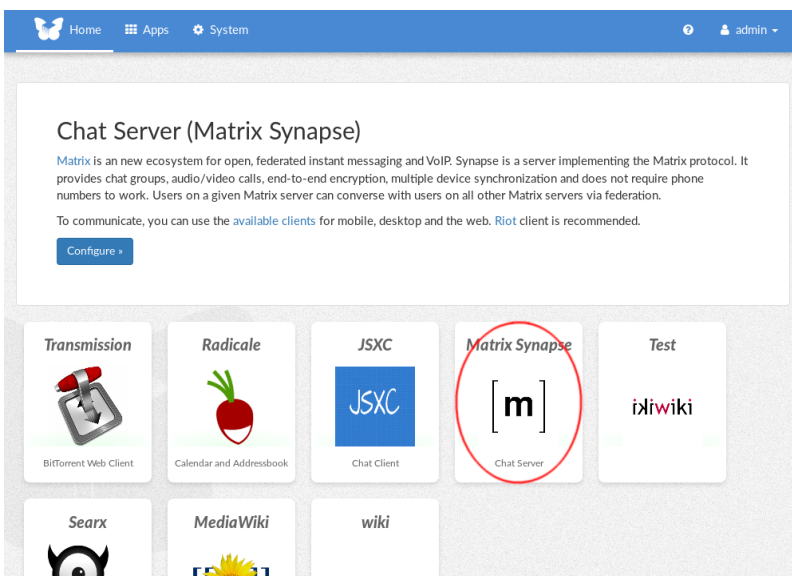 Home Apps System admin
Chat Server (Matrix Synapse)
Matrix is an new ecosystem for open, federated instant messaging and VoIP. Synapse is a server implementing the Matrix protocol. It
provides chat groups, audio/video calls, end-to-end encryption, multiple device synchronization and does not require phone
numbers to work. Users on a given Matrix server can converse with users on all other Matrix servers via federation.
To communicate, you can use the available clients for mobile, desktop and the web. Riot client is recommended.
Configure »
Transmission Radicale JSXC Matrix Synapse Test
JSXC [m] ikiwiki
BitTorrent Web Client Calendar and Addressbook Chat Client Chat Server
Searx MediaWiki wiki